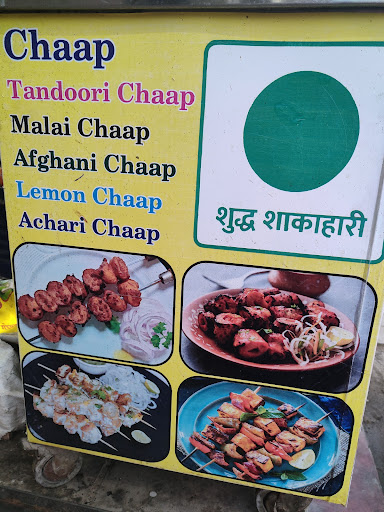 Chaap
Tandoori Chaap
Malai Chaap
Afghani Chaap
Lemon Chaap
Achari Chaap
शुद्ध शाकाहारी